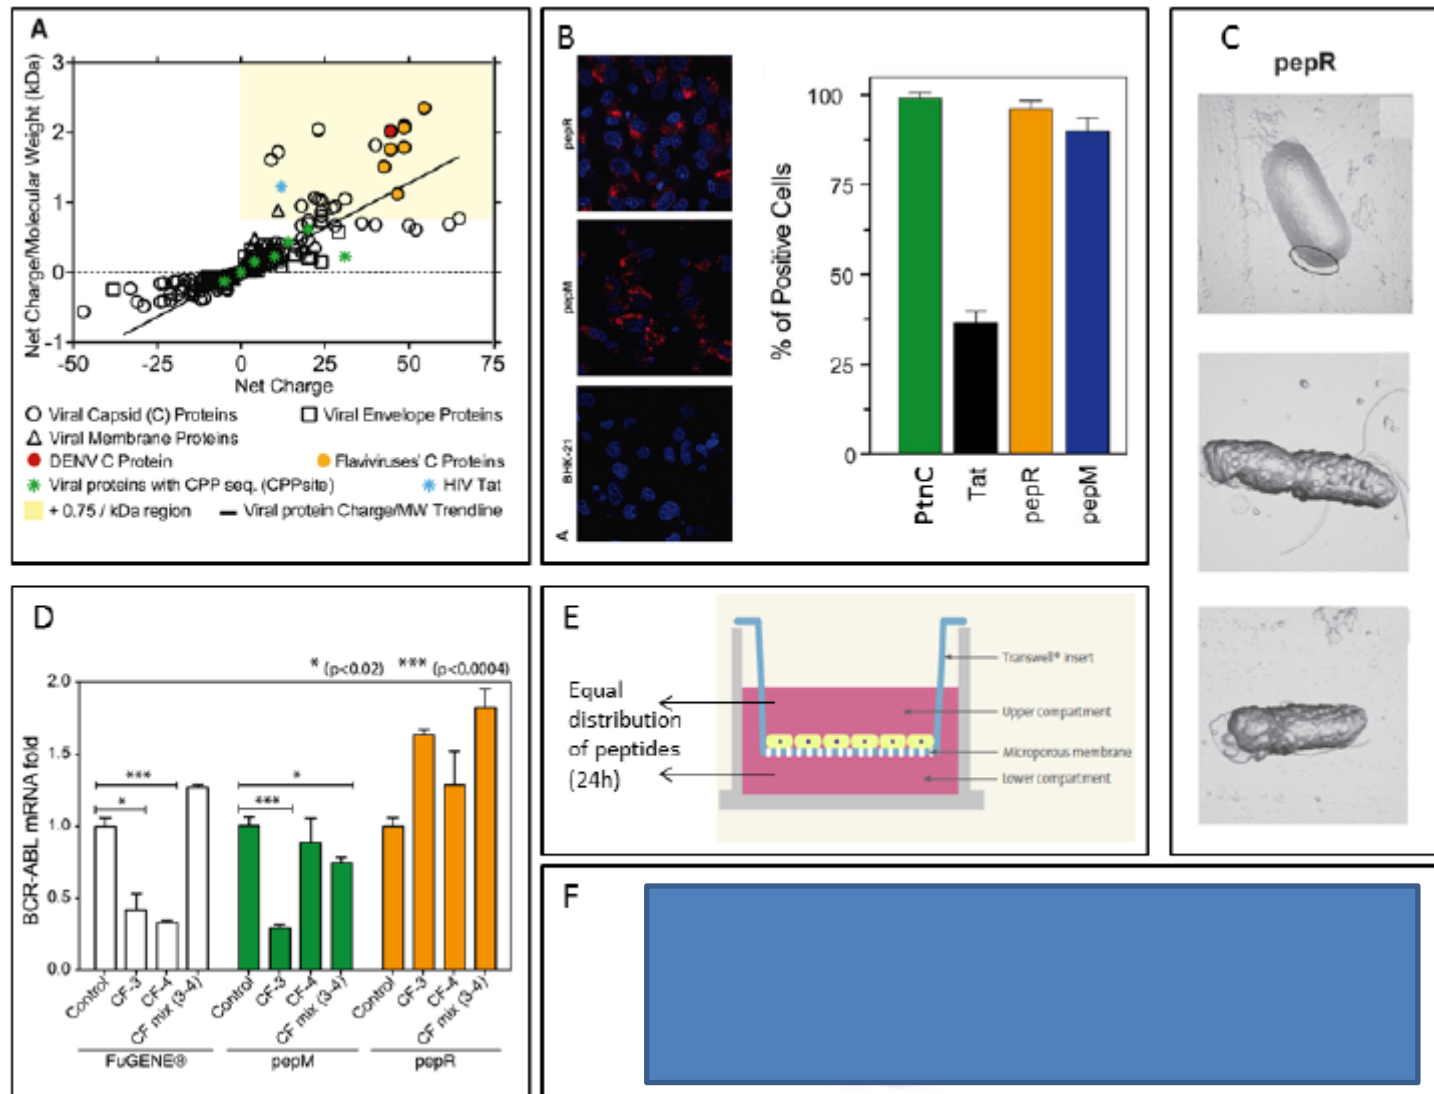 A
Net Charge/Molecular Weight (kDa)
3
2
1
0
-1
-50
-25
0
25
50
75
Net Charge
Viral Capsid (C) Proteins
Viral Envelope Proteins
Viral Membrane Proteins
DENV C Protein
Flaviviruses' C Proteins
Viral proteins with CPP seq. (CPPsite)
HIV Tat
+ 0.75 / kDa region
Viral protein Charge/MW Trendline
B
pepR
pepM
BHK-21
A
% of Positive Cells
100
75
50
25
0
PtnC
Tat
pepR
pepM
C
pepR
D
* (p<0.02) *** (p<0.0004)
BCR-ABL mRNA fold
2.0
1.5
1.0
0.5
0.0
***
*
*
***
Control
CF-3
CF-4
CF mix (3-4)
Control
CF-3
CF-4
CF mix (3-4)
Control
CF-3
CF-4
CF mix (3-4)
FuGENE®
pepM
pepR
E
Equal
distribution
of peptides
(24h)
Transwell® insert
Upper compartment
Microporous membrane
Lower compartment
F